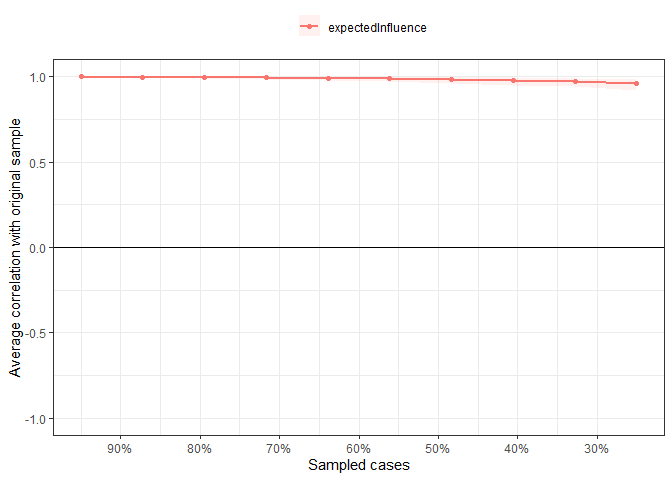 expectedInfluence
Average correlation with original sample
1.0
0.5
0.0
-0.5
-1.0
90% 80% 70% 60% 50% 40% 30%
Sampled cases